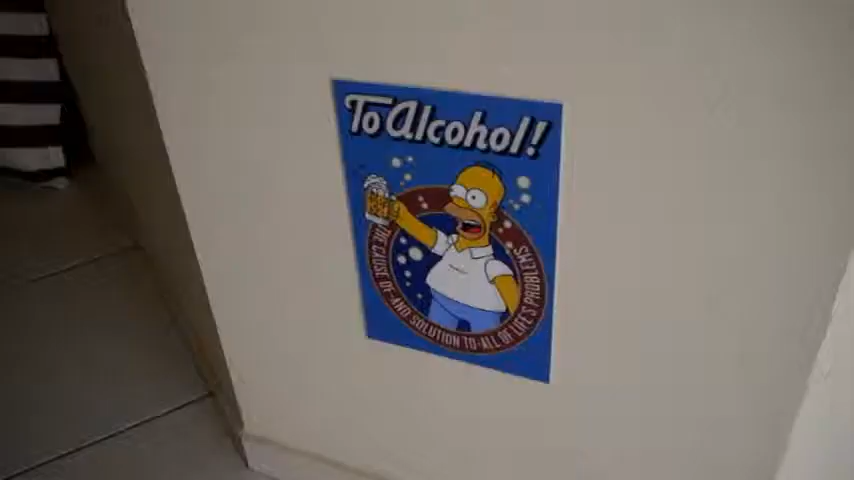 To Alcohol!
THE CAUSE OF-AND SOLUTION TO-ALL OF LIFE'S PROBLEMS